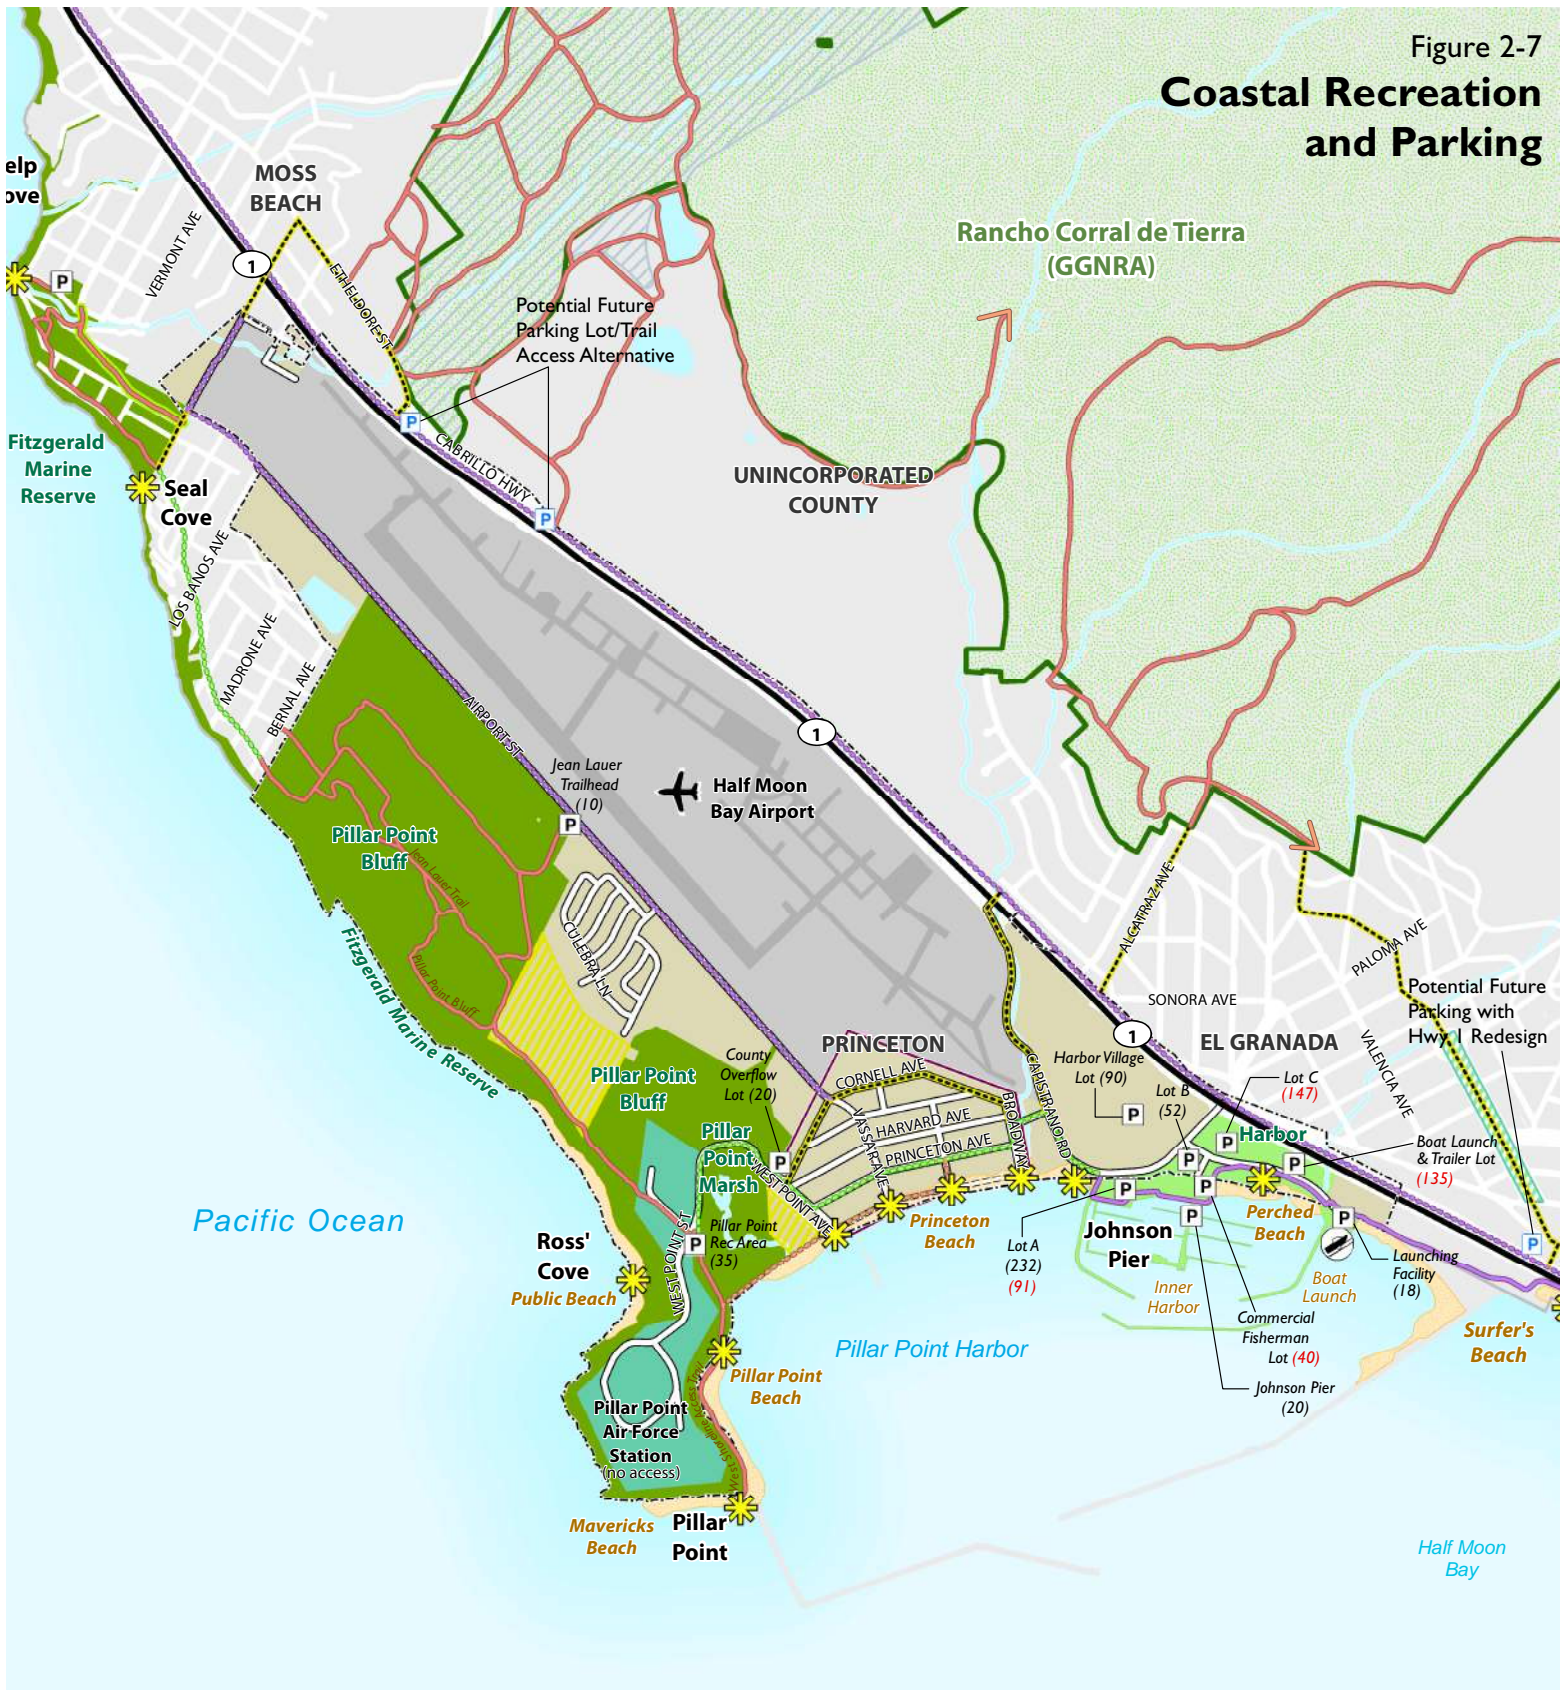 Figure 2-7
Coastal Recreation
and Parking
elp
ove
MOSS
BEACH
VERMONT AVE
1
P
ETHELDORE ST
Rancho Corral de Tierra
(GGNRA)
Potential Future
Parking Lot/Trail
Access Alternative
P
CABRILLO HWY
P
Fitzgerald
Marine
Reserve
Seal
Cove
UNINCORPORATED
COUNTY
LOS BANOS AVE
MADRONE AVE
BERNAL AVE
AIRPORT ST
1
Jean Lauer
Trailhead
(10)
P
Half Moon
Bay Airport
Pillar Point
Bluff
Jean Lauer Trail
Pillar Point Bluff
Fitzgerald Marine Reserve
CULEBRA LN
ALCATRAZ AVE
PALOMA AVE
SONORA AVE
Potential Future
Parking with
Hwy 1 Redesign
VALENCIA AVE
1
EL GRANADA
PRINCETON
CORNELL AVE
HARVARD AVE
PRINCETON AVE
VASSAR AVE
BROADWAY
CAPISTRANO RD
Harbor Village
Lot (90)
P
Lot B
(52)
P
Lot C
(147)
P
Harbor
Boat Launch
& Trailer Lot
(135)
P
County
Overflow
Lot (20)
P
Pillar Point
Bluff
Pillar
Point
Marsh
WEST POINT AVE
WEST POINT ST
Pillar Point
Rec Area
(35)
P
Pacific Ocean
Ross'
Cove
Public Beach
Princeton
Beach
Lot A
(232)
(91)
P
Johnson
Pier
P
P
Perched
Beach
P
P
Inner
Harbor
Boat
Launch
Launching
Facility
(18)
Commercial
Fisherman
Lot (40)
Johnson Pier
(20)
Surfer's
Beach
Pillar Point Harbor
Pillar Point
Beach
West Shoreline Access Trail
Pillar Point
Air Force
Station
(no access)
Mavericks
Beach
Pillar
Point
Half Moon
Bay